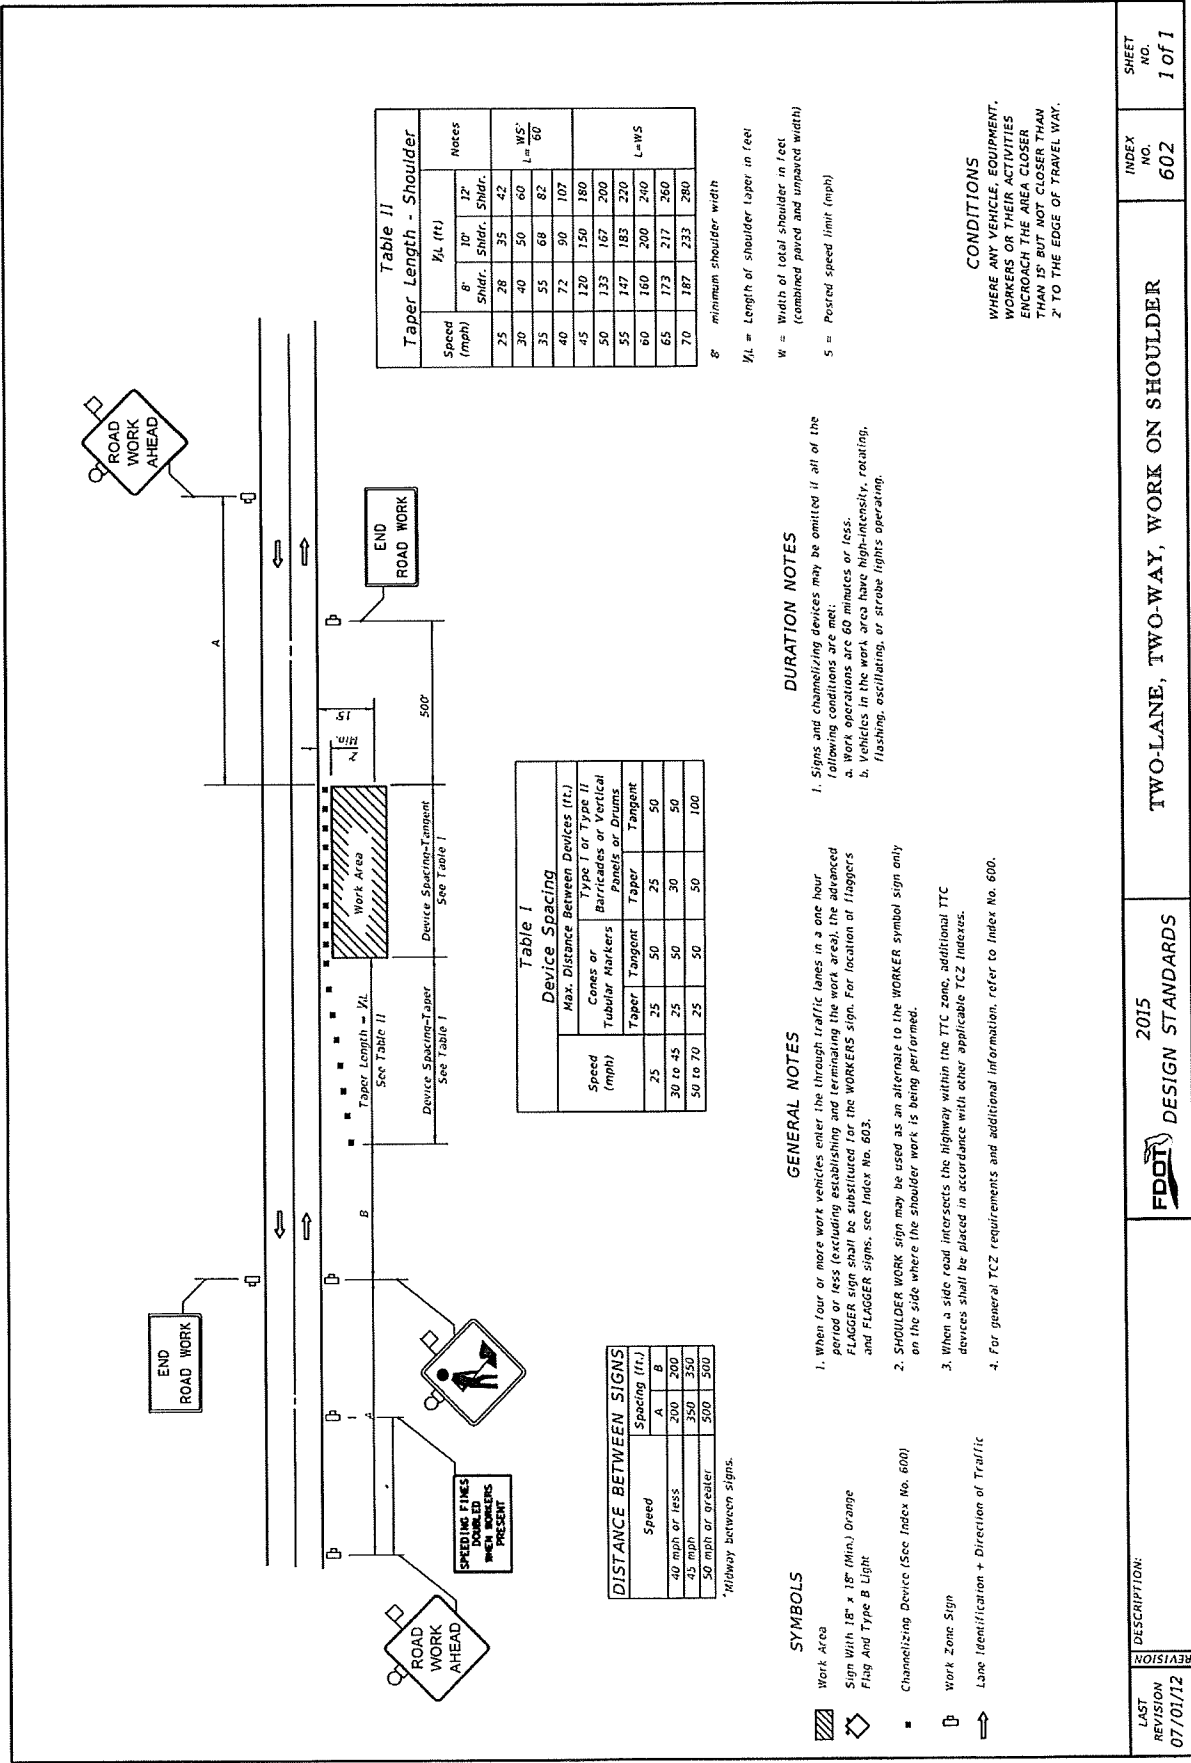 ROAD
WORK
AHEAD
SPEEDING FINES
DOUBLED
WHEN WORKERS
PRESENT
END
ROAD WORK
A
B
Taper Length = ⅓L
See Table II
Device Spacing-Taper
See Table I
Work Area
Device Spacing-Tangent
See Table I
2' Min.
15'
500'
A
END
ROAD WORK
ROAD
WORK
AHEAD
DISTANCE BETWEEN SIGNS
Speed Spacing (ft.)
A B
40 mph or less 200 200
45 mph 350 350
50 mph or greater 500 500
*Midway between signs.
Table I
Device Spacing
Speed (mph) Max. Distance Between Devices (ft.)
Cones or Tubular Markers Type I or Type II Barricades or Vertical Panels or Drums
Taper Tangent Taper Tangent
25 25 50 25 50
30 to 45 25 50 30 50
50 to 70 25 50 50 100
Table II
Taper Length - Shoulder
Speed (mph) ⅓L (ft) Notes
8' Shldr. 10' Shldr. 12' Shldr.
25 28 35 42
30 40 50 60
35 55 68 82
40 72 90 107
L= WS²/60
45 120 150 180
50 133 167 200
55 147 183 220
60 160 200 240
65 173 217 260
70 187 233 280
L=WS
8' minimum shoulder width
⅓L = Length of shoulder taper in feet
W = Width of total shoulder in feet
(combined paved and unpaved width)
S = Posted speed limit (mph)
SYMBOLS
Work Area
Sign With 18" x 18" (Min.) Orange
Flag And Type B Light
Channelizing Device (See Index No. 600)
Work Zone Sign
Lane Identification + Direction of Traffic
GENERAL NOTES
1. When four or more work vehicles enter the through traffic lanes in a one hour
period or less (excluding establishing and terminating the work area), the advanced
FLAGGER sign shall be substituted for the WORKERS sign. For location of flaggers
and FLAGGER signs, see Index No. 603.
2. SHOULDER WORK sign may be used as an alternate to the WORKER symbol sign only
on the side where the shoulder work is being performed.
3. When a side road intersects the highway within the TTC zone, additional TTC
devices shall be placed in accordance with other applicable TCZ Indexes.
4. For general TCZ requirements and additional information, refer to Index No. 600.
DURATION NOTES
1. Signs and channelizing devices may be omitted if all of the
following conditions are met:
a. Work operations are 60 minutes or less.
b. Vehicles in the work area have high-intensity, rotating,
flashing, oscillating, or strobe lights operating.
CONDITIONS
WHERE ANY VEHICLE, EQUIPMENT,
WORKERS OR THEIR ACTIVITIES
ENCROACH THE AREA CLOSER
THAN 15' BUT NOT CLOSER THAN
2' TO THE EDGE OF TRAVEL WAY.
LAST
REVISION
07/01/12
REVISION
DESCRIPTION:
FDOT
2015
DESIGN STANDARDS
TWO-LANE, TWO-WAY, WORK ON SHOULDER
INDEX
NO.
602
SHEET
NO.
1 of 1